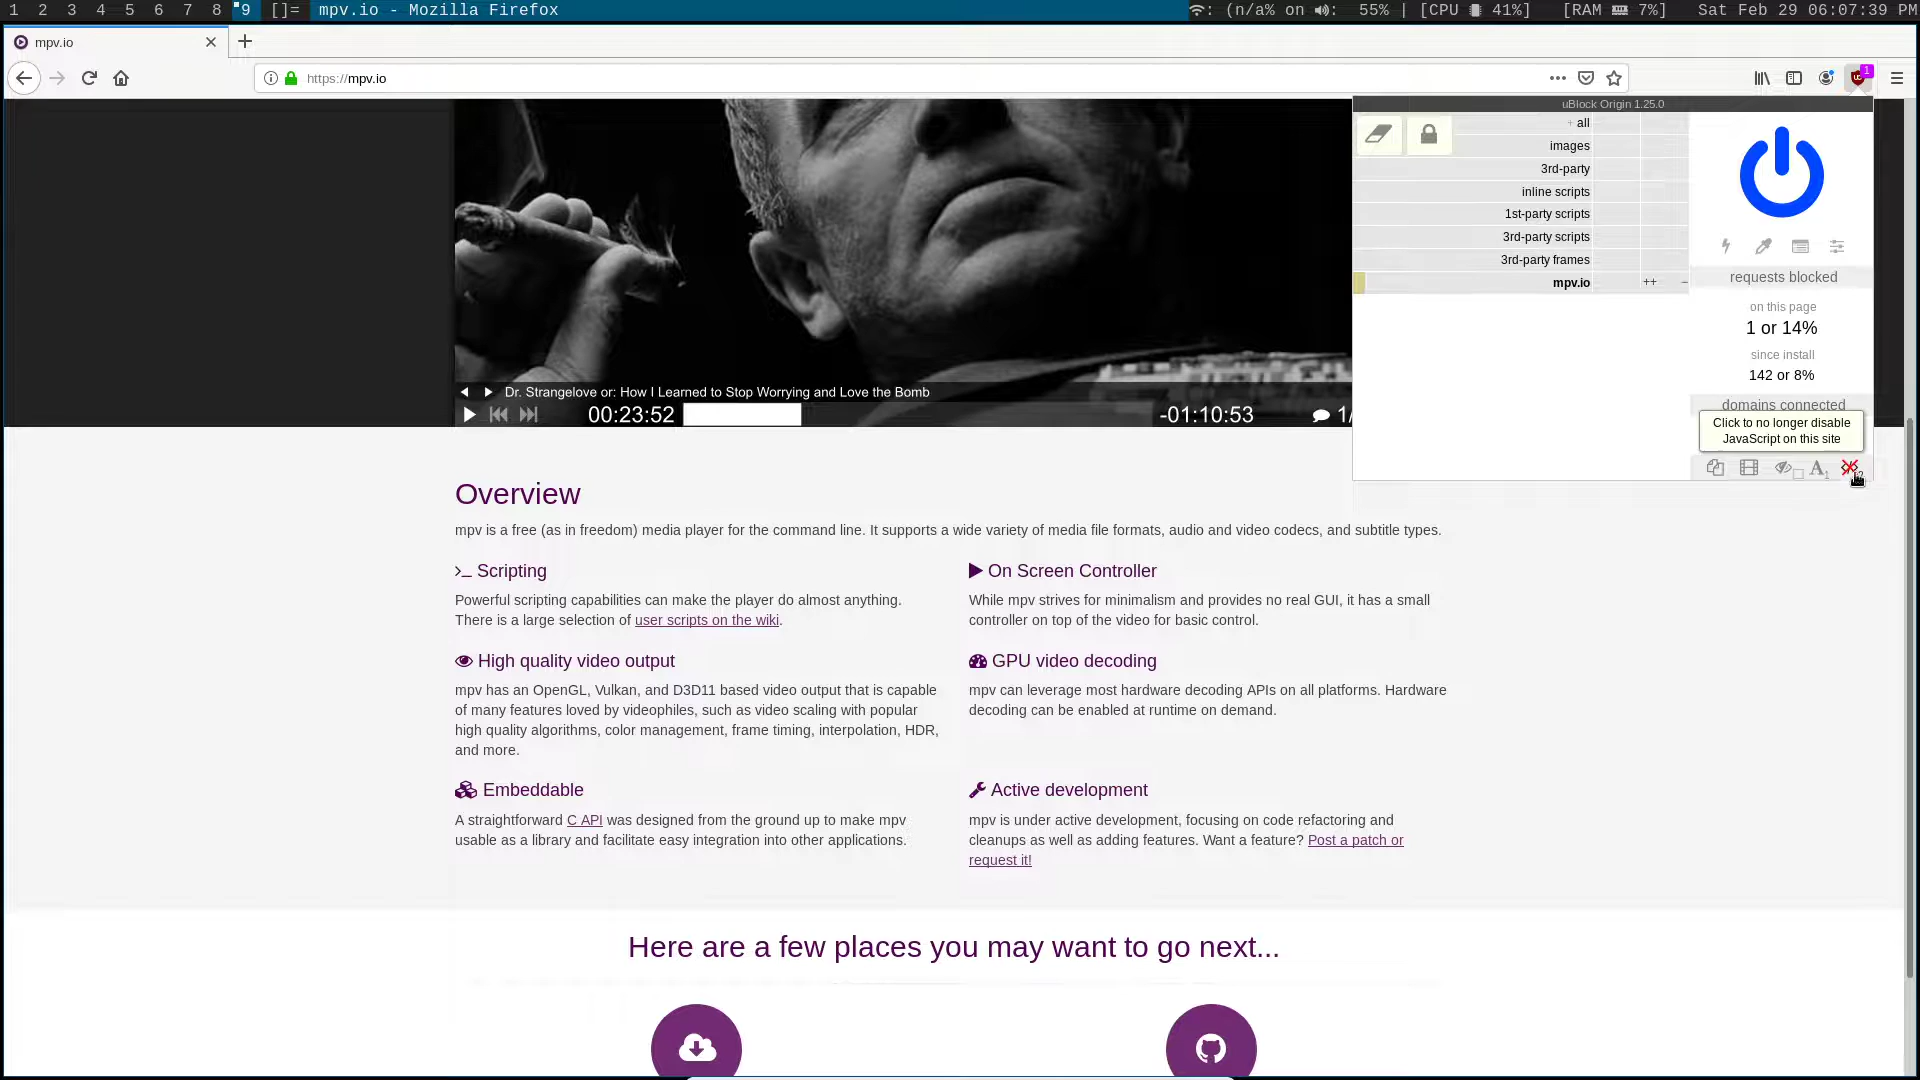 1 2 3 4 5 6 7 8 9 []= mpv.io - Mozilla Firefox : (n/a% on : 55% | [CPU 41%] [RAM 7%] Sat Feb 29 06:07:39 PM
mpv.io
https://mpv.io
1
uBlock Origin 1.25.0
+ all
images
3rd-party
inline scripts
1st-party scripts
3rd-party scripts
3rd-party frames
mpv.io ++ −
requests blocked
on this page
1 or 14%
since install
142 or 8%
domains connected
Click to no longer disable
JavaScript on this site
A 1
Dr. Strangelove or: How I Learned to Stop Worrying and Love the Bomb
00:23:52 -01:10:53 1/
Overview
mpv is a free (as in freedom) media player for the command line. It supports a wide variety of media file formats, audio and video codecs, and subtitle types.
Scripting
Powerful scripting capabilities can make the player do almost anything.
There is a large selection of user scripts on the wiki.
On Screen Controller
While mpv strives for minimalism and provides no real GUI, it has a small
controller on top of the video for basic control.
High quality video output
mpv has an OpenGL, Vulkan, and D3D11 based video output that is capable
of many features loved by videophiles, such as video scaling with popular
high quality algorithms, color management, frame timing, interpolation, HDR,
and more.
GPU video decoding
mpv can leverage most hardware decoding APIs on all platforms. Hardware
decoding can be enabled at runtime on demand.
Embeddable
A straightforward C API was designed from the ground up to make mpv
usable as a library and facilitate easy integration into other applications.
Active development
mpv is under active development, focusing on code refactoring and
cleanups as well as adding features. Want a feature? Post a patch or
request it!
Here are a few places you may want to go next...